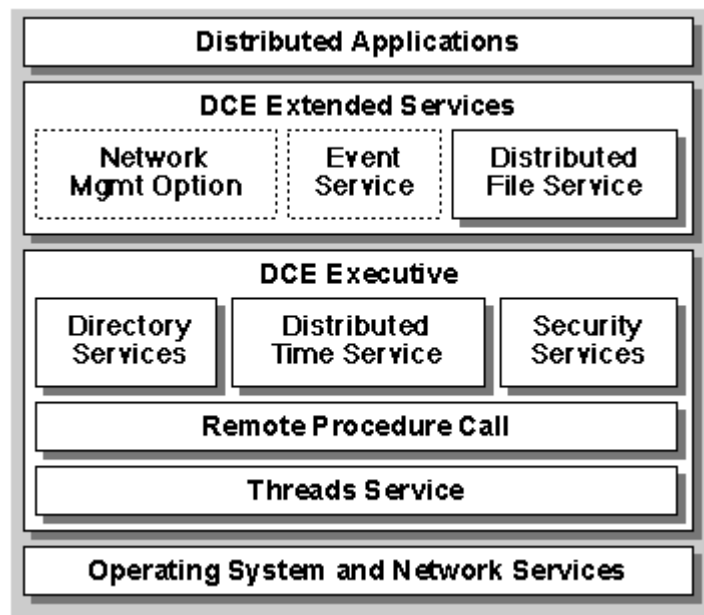 Distributed Applications
DCE Extended Services
Network
Mgmt Option
Event
Service
Distributed
File Service
DCE Executive
Directory
Services
Distributed
Time Service
Security
Services
Remote Procedure Call
Threads Service
Operating System and Network Services